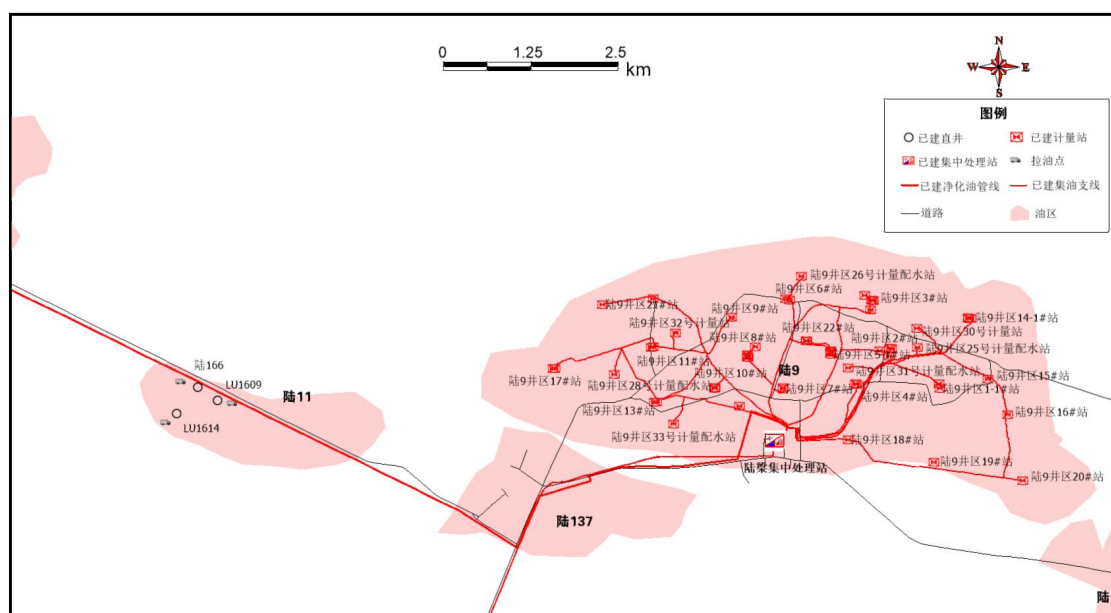 0 1.25 2.5
km
N
W E
S
图例
已建直井
已建计量站
已建集中处理站
拉油点
已建净化油管线
已建集油支线
道路
油区
陆9井区26号计量配水站
陆9井区6#站
陆9井区3#站
陆9井区21#站
陆9井区9#站
陆9井区14-1#站
陆9井区32号计量站
陆9井区22#站
陆9井区30号计量站
陆9井区8#站
陆9井区2#站
陆9井区25号计量配水站
陆9井区11#站
陆9
陆9井区17#站
陆9井区28号计量配水站
陆9井区10#站
陆9井区31号计量配水站
陆9井区15#站
陆9井区7#站
陆9井区4#站
陆9井区1-1#站
陆9井区13#站
陆9井区16#站
陆9井区33号计量配水站
陆9井区18#站
陆梁集中处理站
陆9井区19#站
陆9井区20#站
陆166
LU1609
陆11
LU1614
陆137
陆